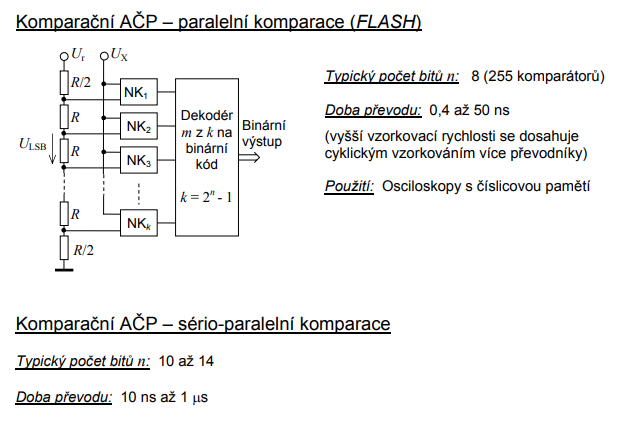 Komparační AČP – paralelní komparace (FLASH)
Ur UX
R/2
R
R
ULSB
R
R/2
NK1
NK2
NK3
NKk
Dekodér
m z k na
binární
kód
k = 2^n - 1
Binární
výstup
Typický počet bitů n: 8 (255 komparátorů)
Doba převodu: 0,4 až 50 ns
(vyšší vzorkovací rychlosti se dosahuje
cyklickým vzorkováním více převodníky)
Použití: Osciloskopy s číslicovou pamětí
Komparační AČP – sério-paralelní komparace
Typický počet bitů n: 10 až 14
Doba převodu: 10 ns až 1 μs